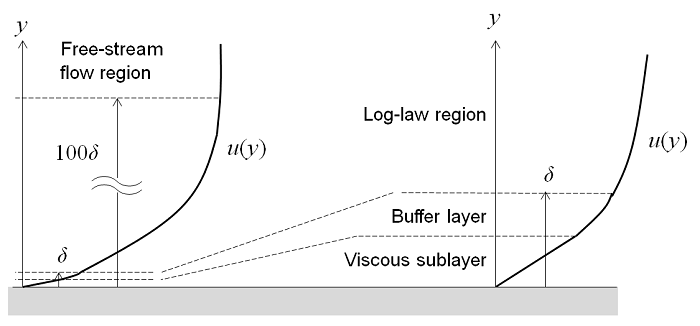 y
Free-stream
flow region
100δ
u(y)
δ
y
Log-law region
u(y)
δ
Buffer layer
Viscous sublayer